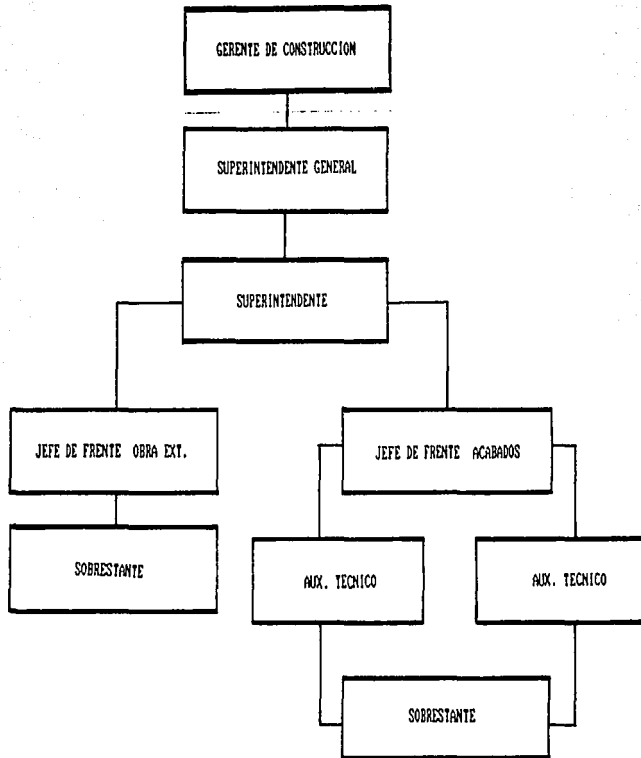 GERENTE DE CONSTRUCCION
SUPERINTENDENTE GENERAL
SUPERINTENDENTE
JEFE DE FRENTE OBRA EXT.
JEFE DE FRENTE ACABADOS
SOBRESTANTE
AUX. TECNICO
AUX. TECNICO
SOBRESTANTE